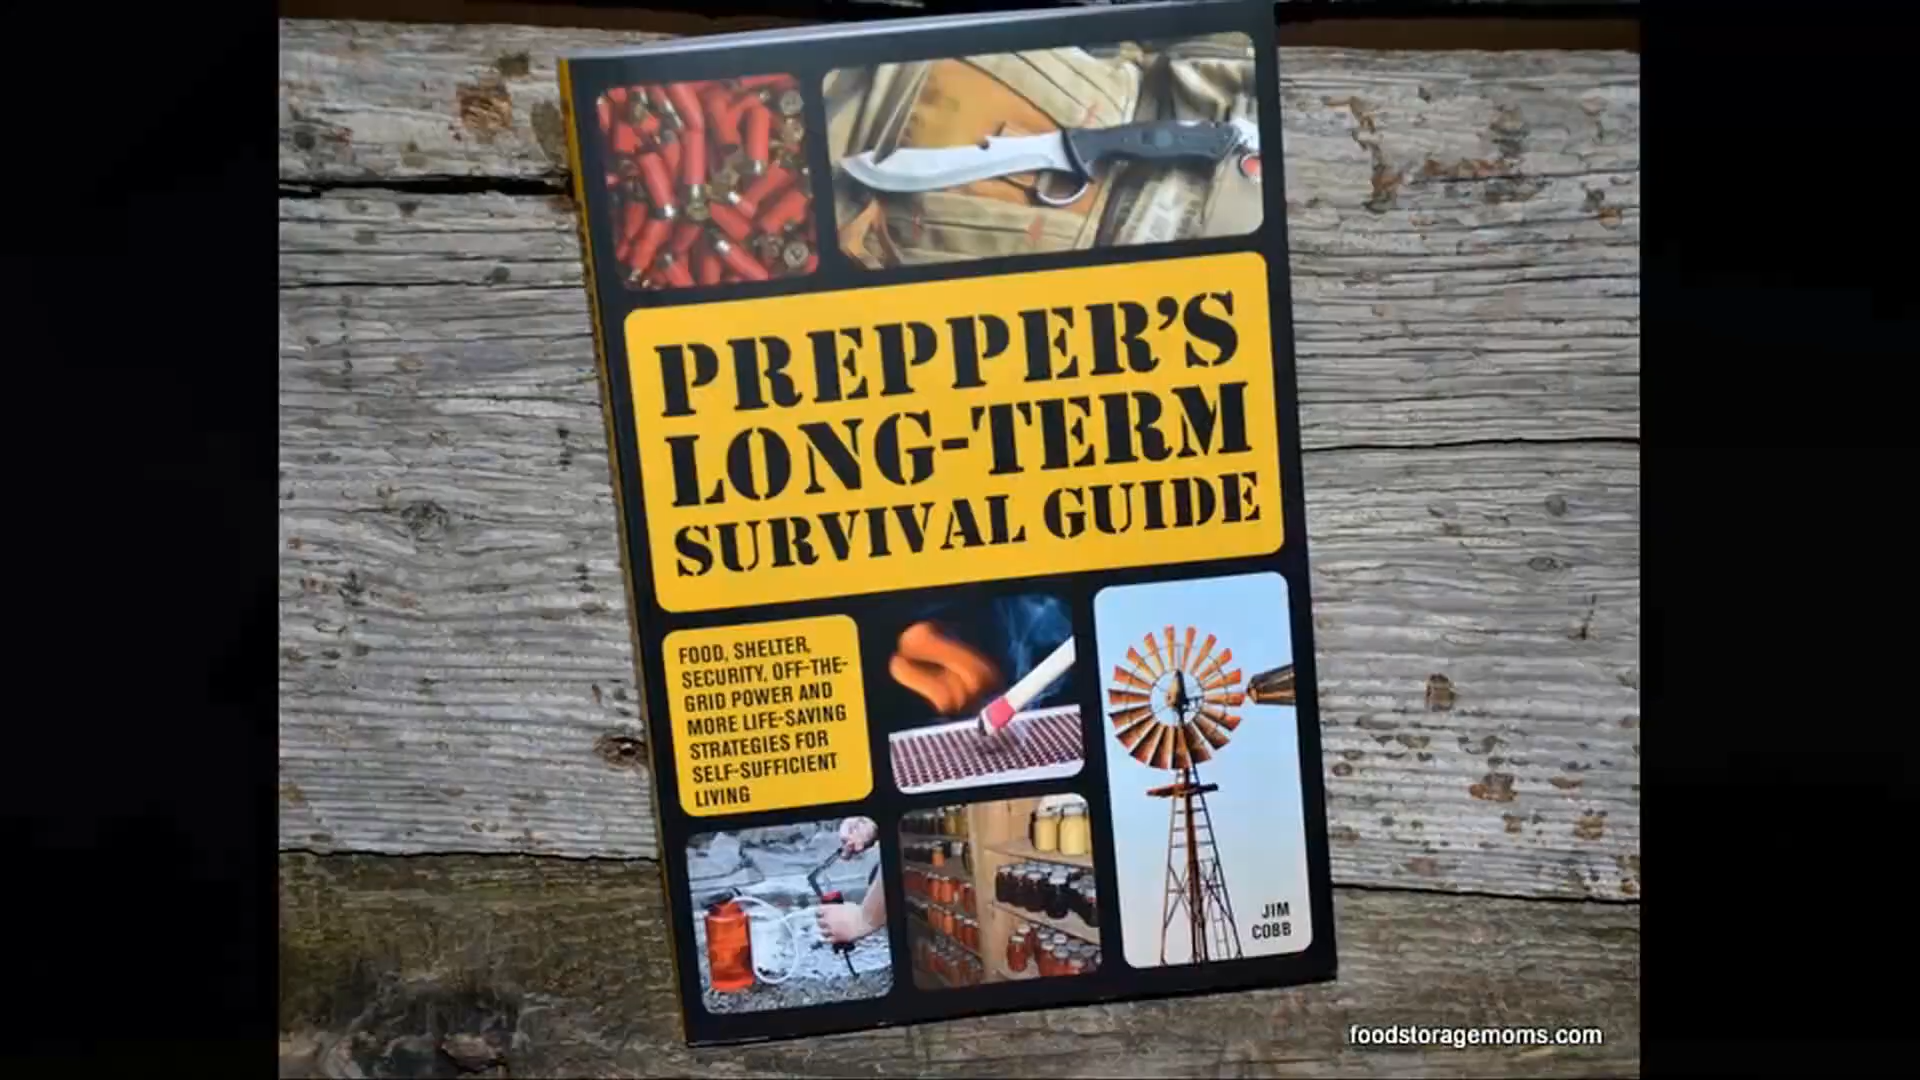 PREPPER'S
LONG-TERM
SURVIVAL GUIDE
FOOD, SHELTER,
SECURITY, OFF-THE-
GRID POWER AND
MORE LIFE-SAVING
STRATEGIES FOR
SELF-SUFFICIENT
LIVING
JIM
COBB
foodstoragemoms.com